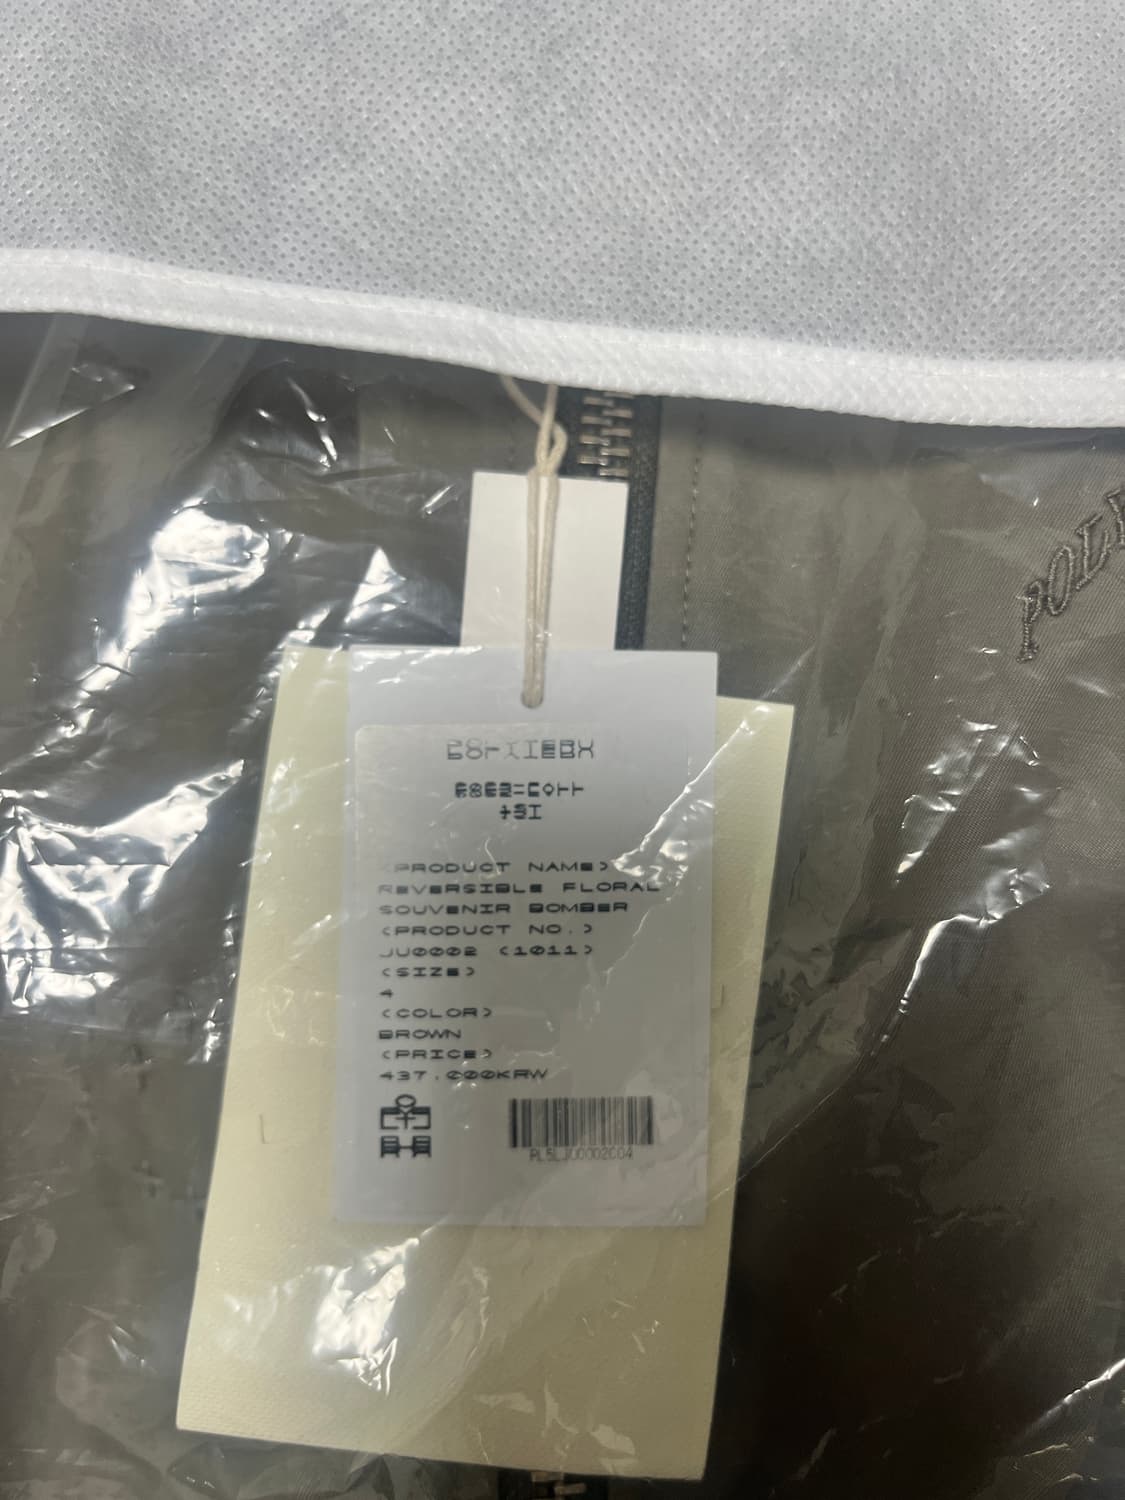 <PRODUCT NAME>
REVERSIBLE FLORAL
SOUVENIR BOMBER
<PRODUCT NO.>
JU0002 <1011>
<SIZE>
4
<COLOR>
BROWN
<PRICE>
437.000KRW
PL5LJU0002C04